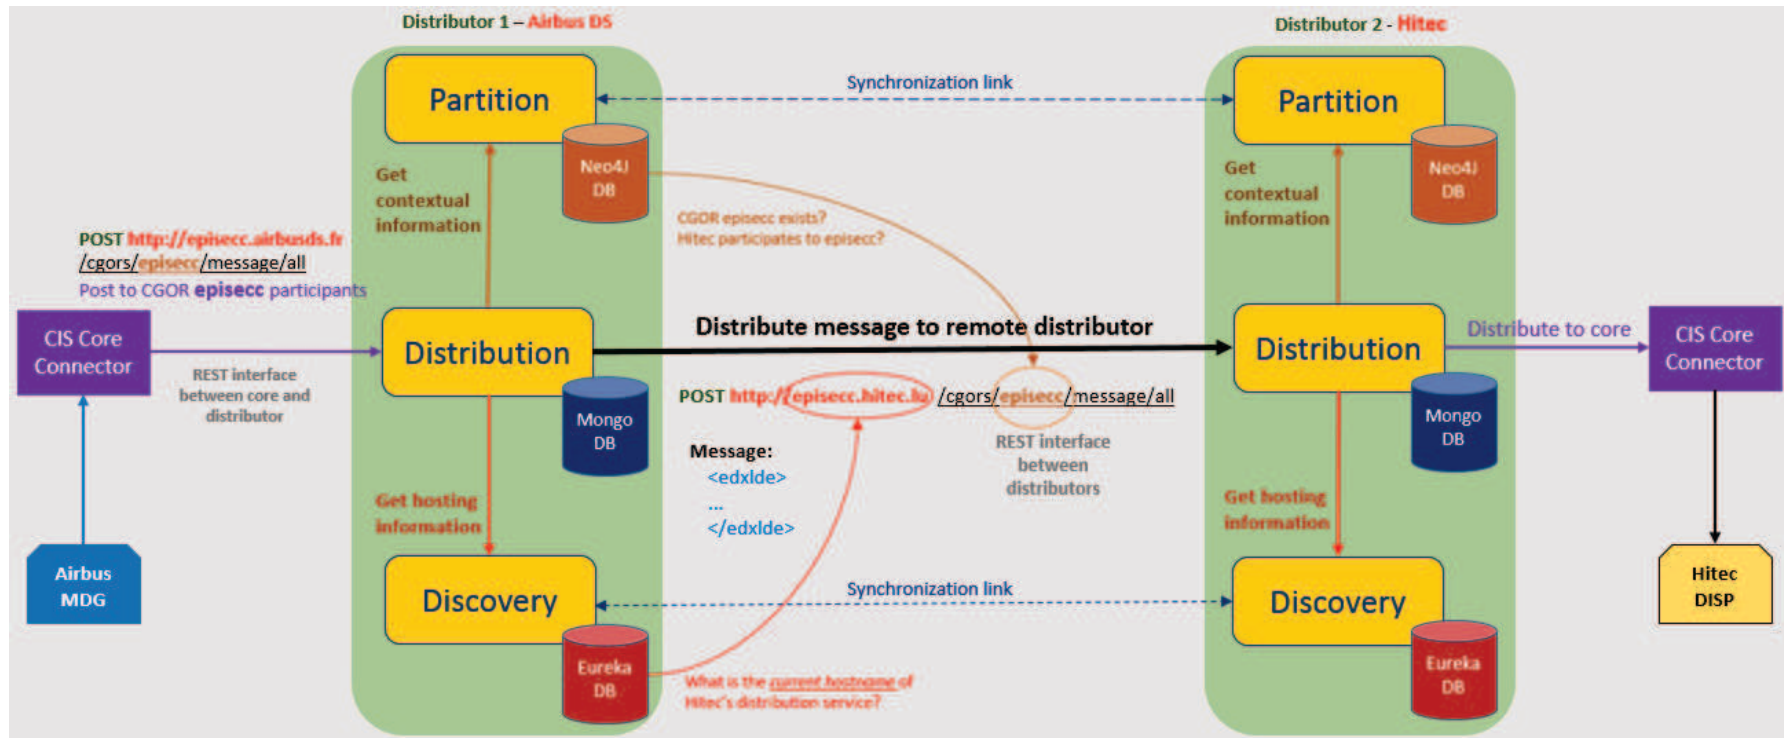 Distributor 1 – Airbus DS
Distributor 2 - Hitec
Partition
Neo4J
DB
Synchronization link
Partition
Neo4J
DB
Get
contextual
information
CGOR episecc exists?
Hitec participates to episecc?
Get
contextual
information
POST http://episecc.airbusds.fr
/cgors/episecc/message/all
Post to CGOR episecc participants
CIS Core
Connector
REST interface
between core and
distributor
Distribution
Mongo
DB
Distribute message to remote distributor
Distribution
Mongo
DB
Distribute to core
CIS Core
Connector
POST http://episecc.hitec.lu /cgors/episecc/message/all
REST interface
between
distributors
Message:
<edxlde>
...
</edxlde>
Get hosting
information
Get hosting
information
Airbus
MDG
Discovery
Eureka
DB
Synchronization link
Discovery
Eureka
DB
Hitec
DISP
What is the current hostname of
Hitec's distribution service?